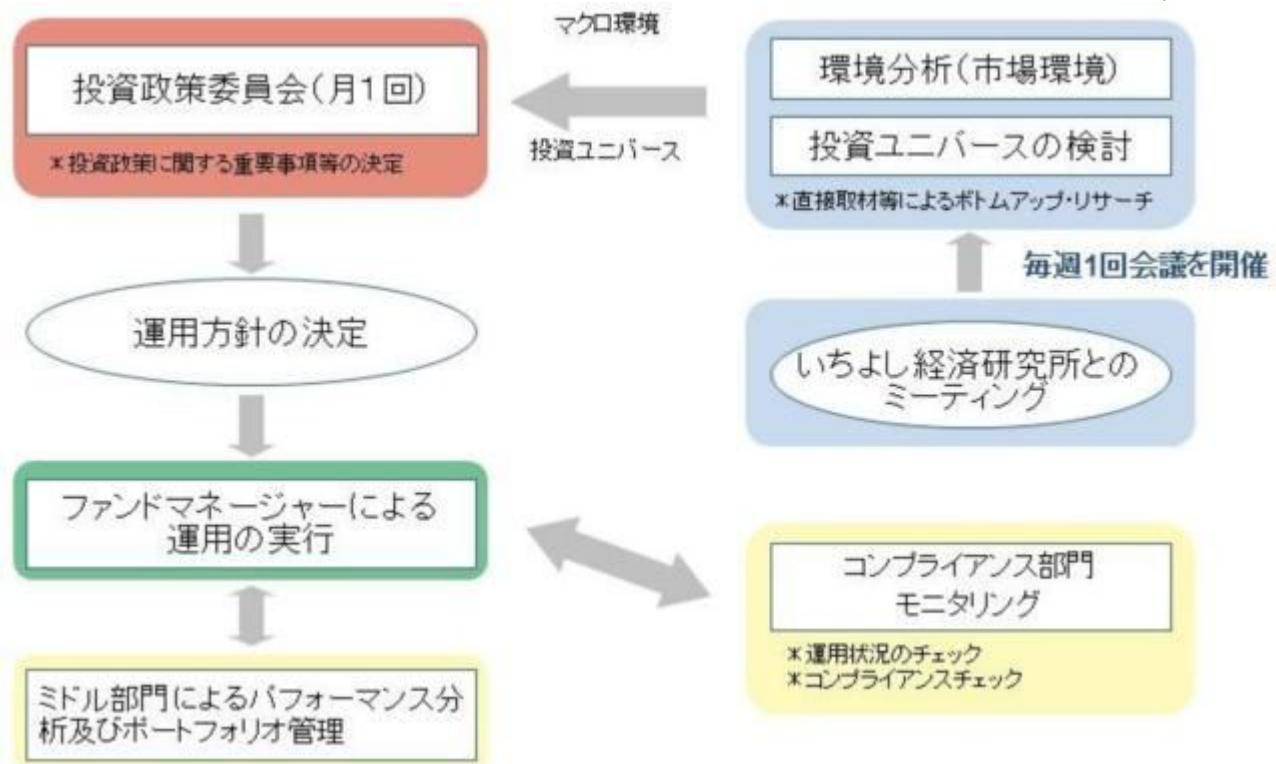 マクロ環境
投資政策委員会(月1回)
*投資政策に関する重要事項等の決定
投資ユニバース
環境分析(市場環境)
投資ユニバースの検討
*直接取材等によるボトムアップ・リサーチ
毎週1回会議を開催
いちよし経済研究所との
ミーティング
運用方針の決定
ファンドマネージャーによる
運用の実行
コンプライアンス部門
モニタリング
*運用状況のチェック
*コンプライアンスチェック
ミドル部門によるパフォーマンス分
析及びポートフォリオ管理